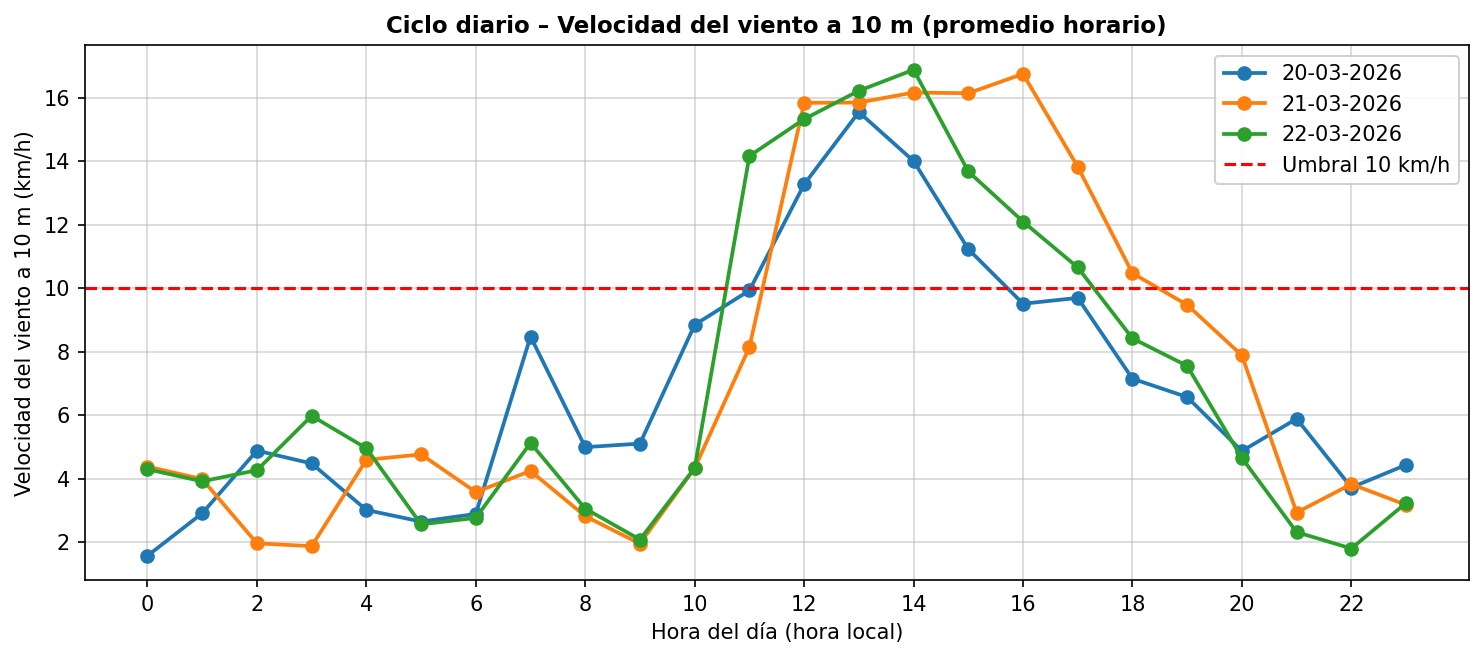 Ciclo diario – Velocidad del viento a 10 m (promedio horario)
20-03-2026
21-03-2026
22-03-2026
Umbral 10 km/h
Velocidad del viento a 10 m (km/h)
16
14
12
10
8
6
4
2
0 2 4 6 8 10 12 14 16 18 20 22
Hora del día (hora local)